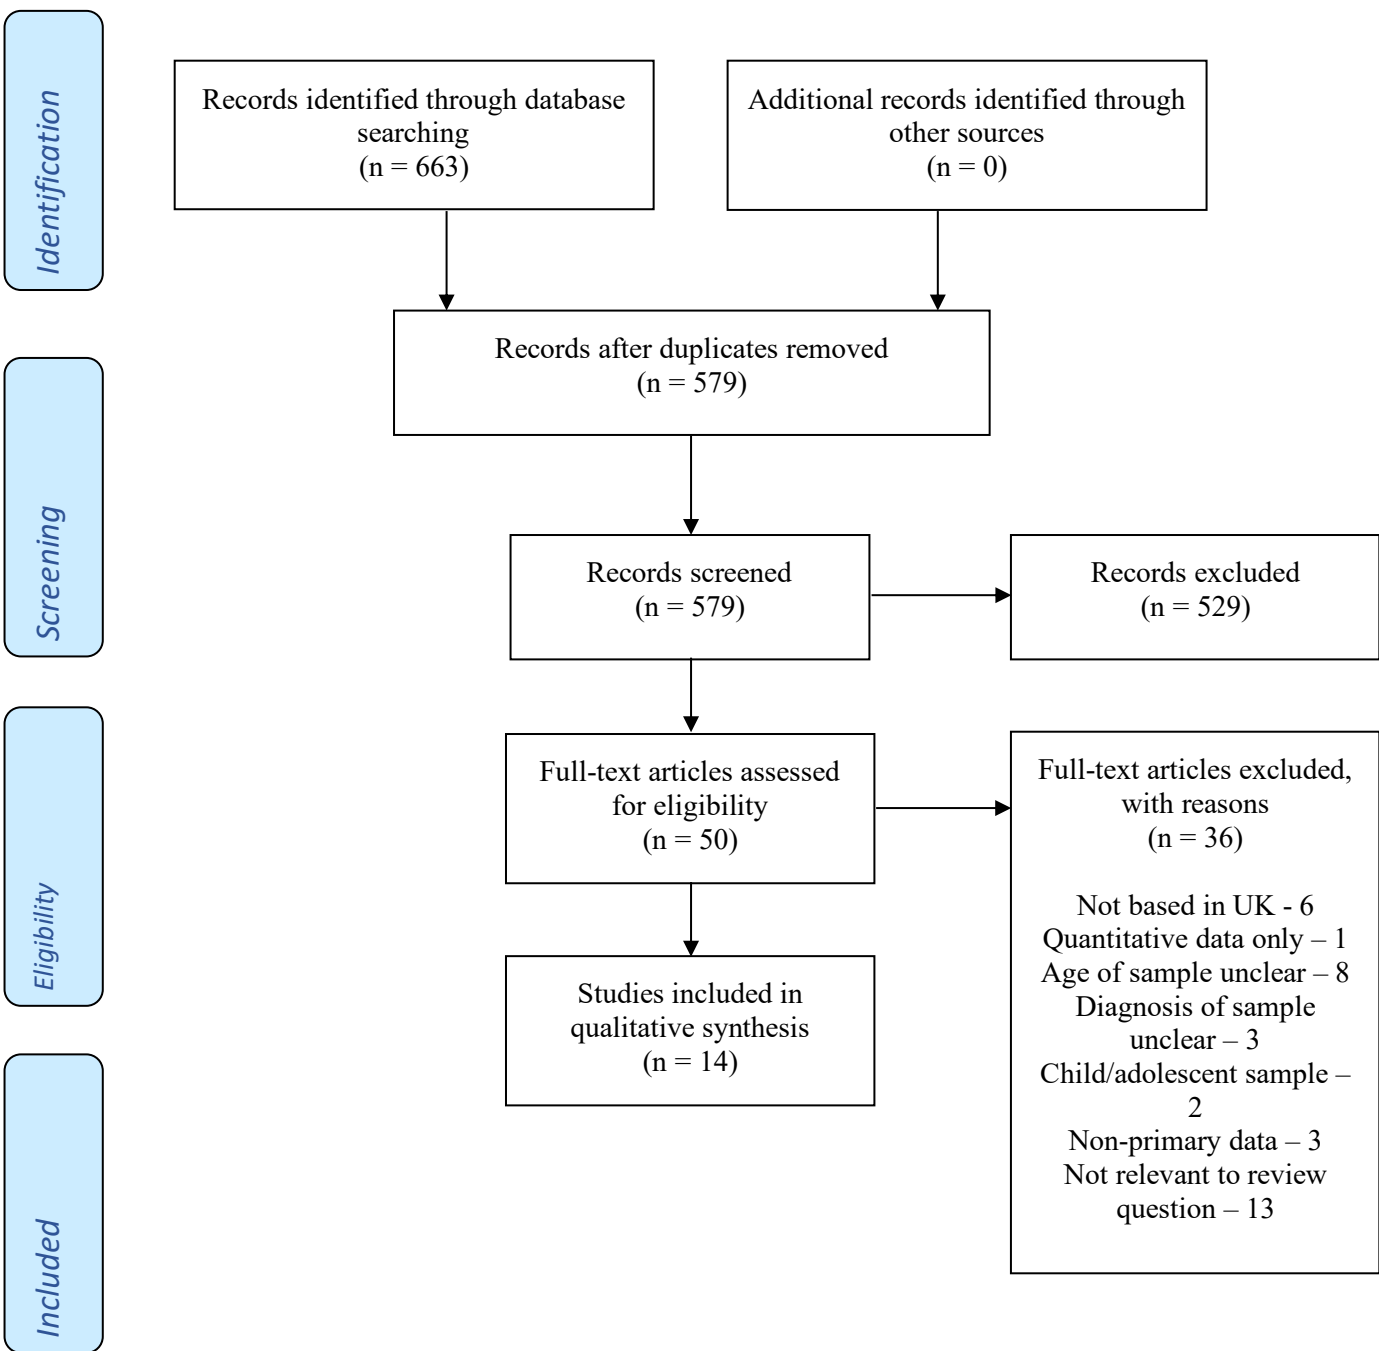 Identification
Records identified through database
searching
(n = 663)
Additional records identified through
other sources
(n = 0)
Records after duplicates removed
(n = 579)
Screening
Records screened
(n = 579)
Records excluded
(n = 529)
Eligibility
Full-text articles assessed
for eligibility
(n = 50)
Full-text articles excluded,
with reasons
(n = 36)
Not based in UK - 6
Quantitative data only – 1
Age of sample unclear – 8
Diagnosis of sample
unclear – 3
Child/adolescent sample –
2
Non-primary data – 3
Not relevant to review
question – 13
Included
Studies included in
qualitative synthesis
(n = 14)